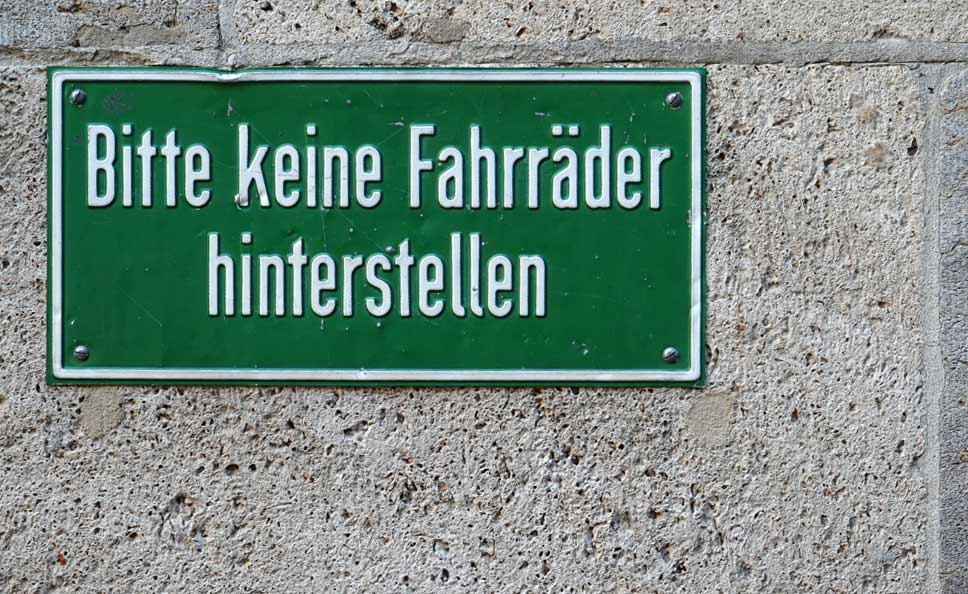 Bitte keine Fahrräder
hinterstellen